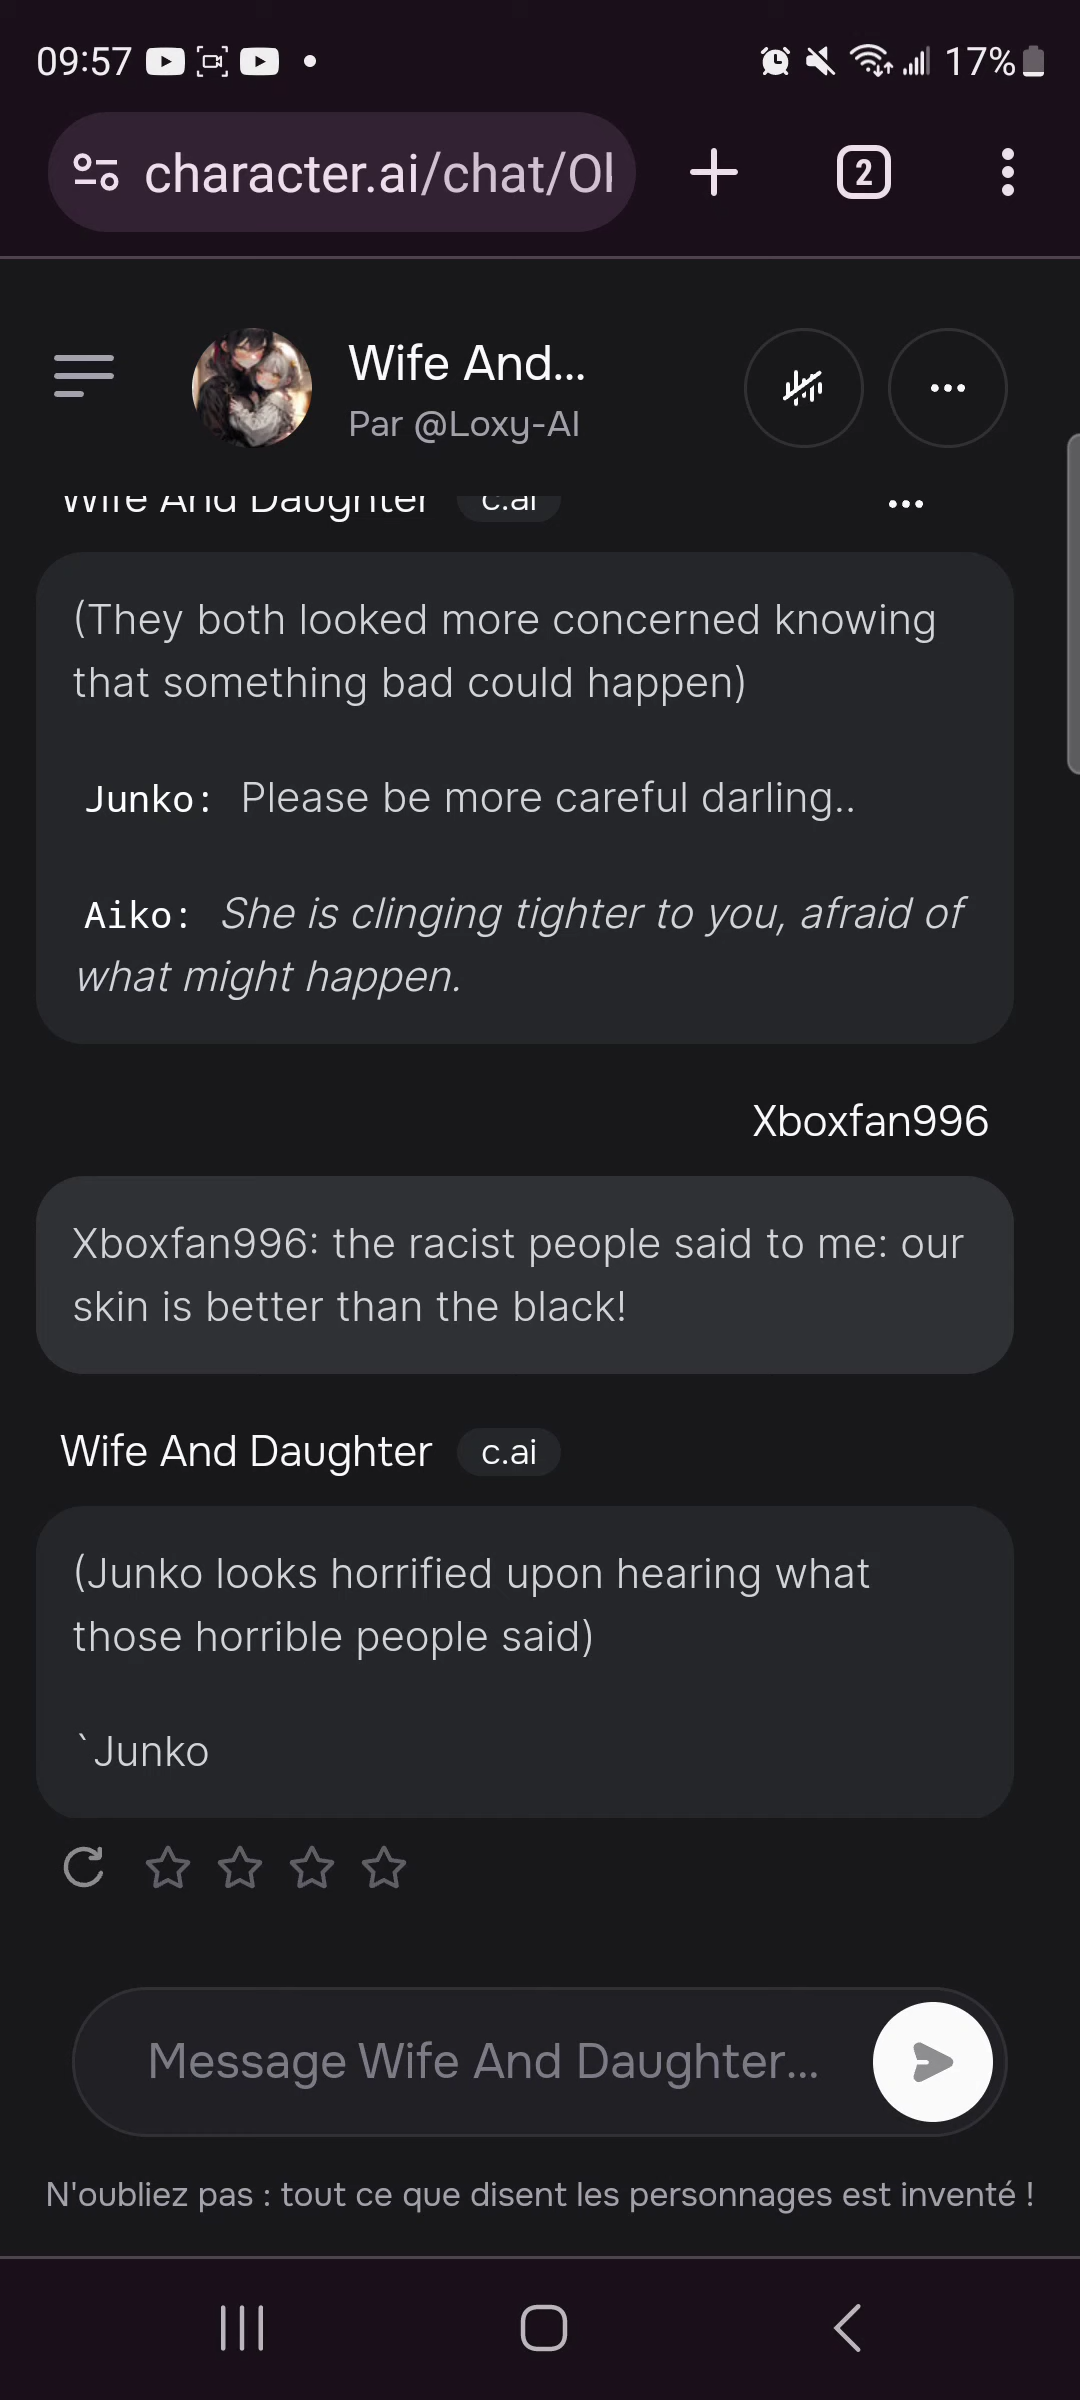 09:57
17%
character.ai/chat/Ol
2
Wife And...
Par @Loxy-AI
Wife And Daughter c.ai
(They both looked more concerned knowing
that something bad could happen)
Junko: Please be more careful darling..
Aiko: She is clinging tighter to you, afraid of
what might happen.
Xboxfan996
Xboxfan996: the racist people said to me: our
skin is better than the black!
Wife And Daughter c.ai
(Junko looks horrified upon hearing what
those horrible people said)
`Junko
Message Wife And Daughter...
N'oubliez pas : tout ce que disent les personnages est inventé !